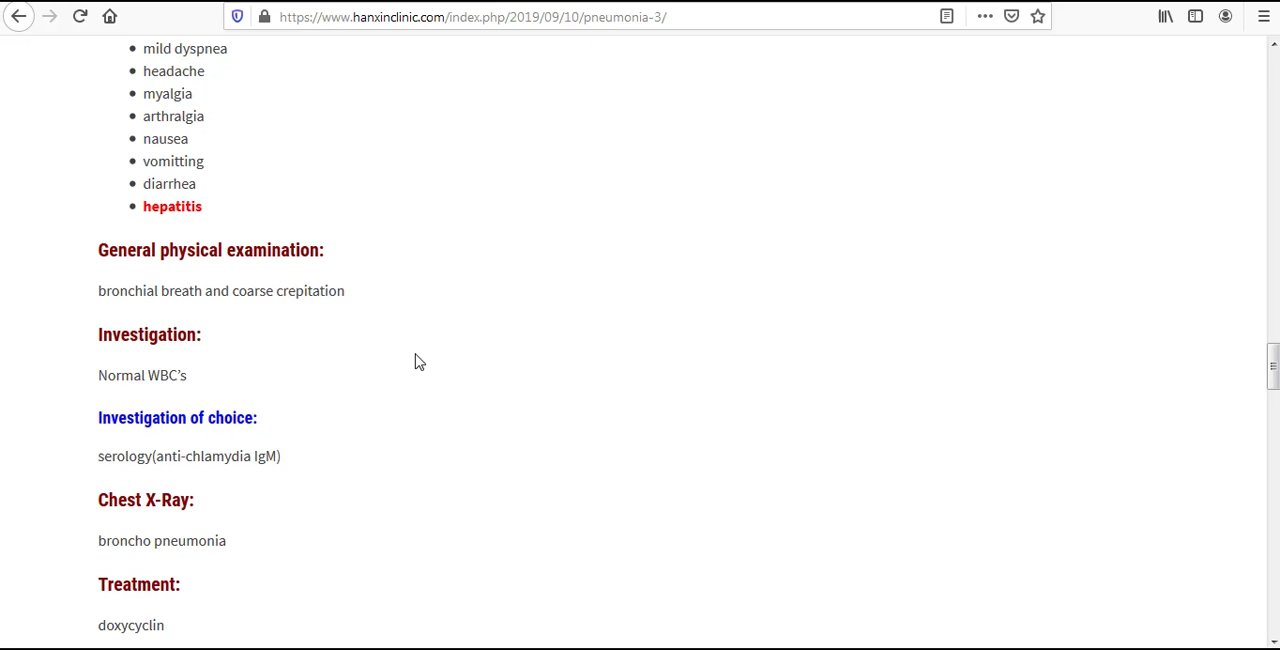 https://www.hanxinclinic.com/index.php/2019/09/10/pneumonia-3/
mild dyspnea
headache
myalgia
arthralgia
nausea
vomitting
diarrhea
hepatitis
General physical examination:
bronchial breath and coarse crepitation
Investigation:
Normal WBC’s
Investigation of choice:
serology(anti-chlamydia IgM)
Chest X-Ray:
broncho pneumonia
Treatment:
doxycyclin